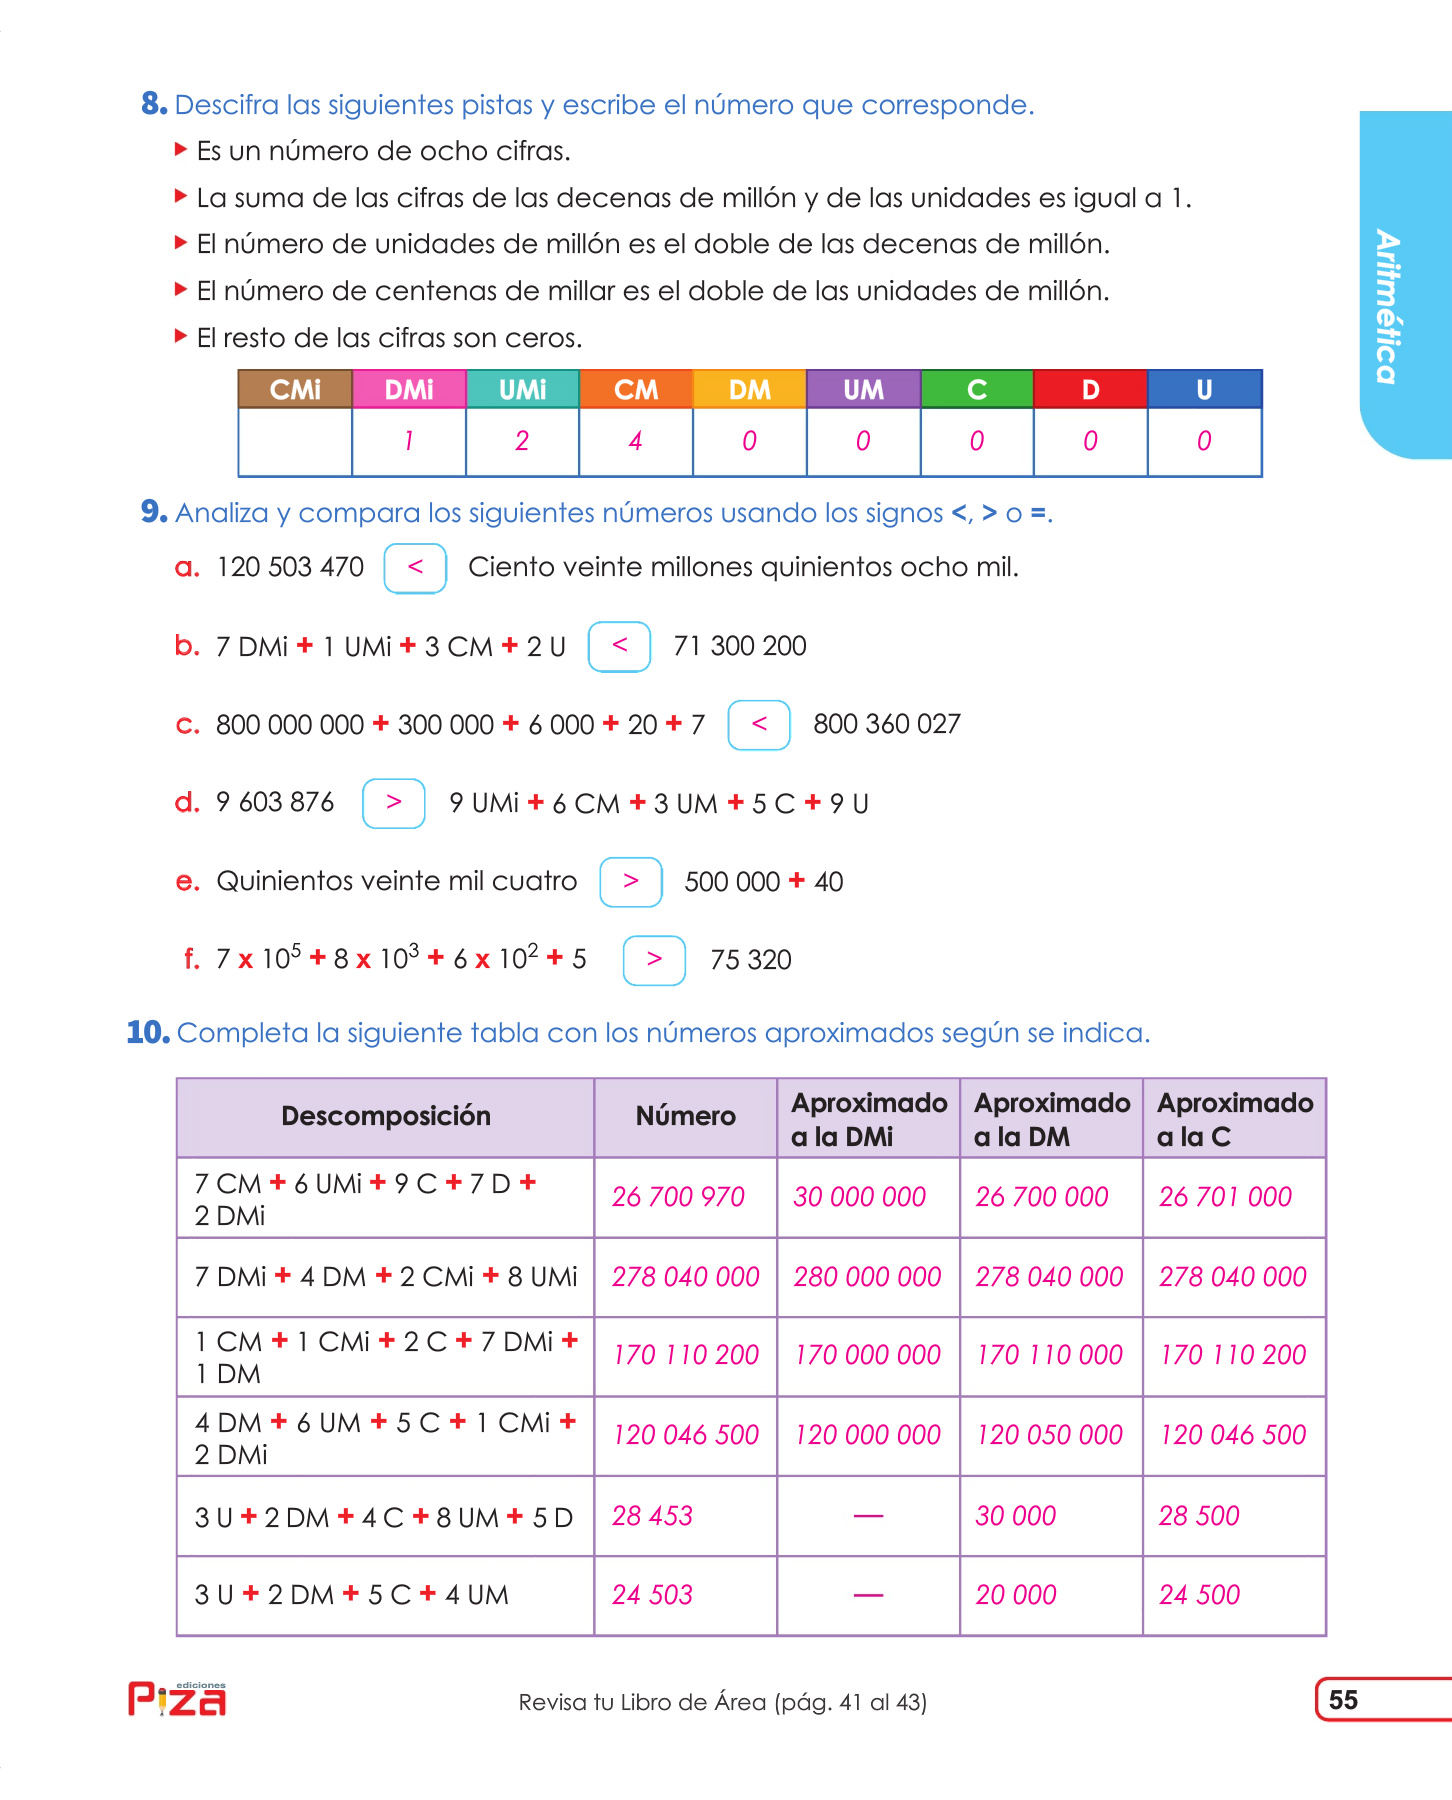 8. Descifra las siguientes pistas y escribe el número que corresponde.
Es un número de ocho cifras.
La suma de las cifras de las decenas de millón y de las unidades es igual a 1.
El número de unidades de millón es el doble de las decenas de millón.
El número de centenas de millar es el doble de las unidades de millón.
El resto de las cifras son ceros.
CMi DMi UMi CM DM UM C D U
1 2 4 0 0 0 0 0
Aritmética
9. Analiza y compara los siguientes números usando los signos <, > o =.
a. 120 503 470 < Ciento veinte millones quinientos ocho mil.
b. 7 DMi + 1 UMi + 3 CM + 2 U < 71 300 200
c. 800 000 000 + 300 000 + 6 000 + 20 + 7 < 800 360 027
d. 9 603 876 > 9 UMi + 6 CM + 3 UM + 5 C + 9 U
e. Quinientos veinte mil cuatro > 500 000 + 40
f. 7 x 10⁵ + 8 x 10³ + 6 x 10² + 5 > 75 320
10. Completa la siguiente tabla con los números aproximados según se indica.
Descomposición Número Aproximado a la DMi Aproximado a la DM Aproximado a la C
7 CM + 6 UMi + 9 C + 7 D +
2 DMi
26 700 970 30 000 000 26 700 000 26 701 000
7 DMi + 4 DM + 2 CMi + 8 UMi 278 040 000 280 000 000 278 040 000 278 040 000
1 CM + 1 CMi + 2 C + 7 DMi +
1 DM
170 110 200 170 000 000 170 110 000 170 110 200
4 DM + 6 UM + 5 C + 1 CMi +
2 DMi
120 046 500 120 000 000 120 050 000 120 046 500
3 U + 2 DM + 4 C + 8 UM + 5 D 28 453 — 30 000 28 500
3 U + 2 DM + 5 C + 4 UM 24 503 — 20 000 24 500
ediciones
Piza
Revisa tu Libro de Área (pág. 41 al 43)
55